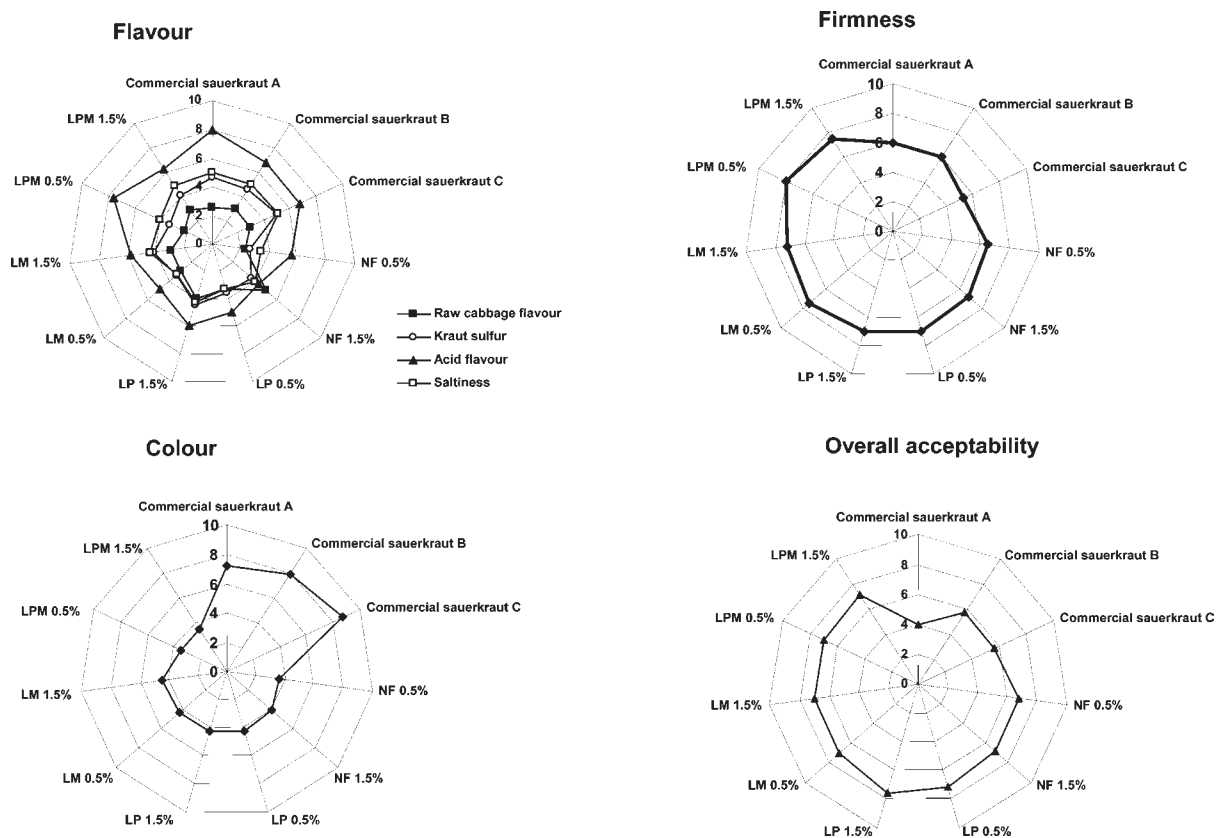 Flavour
Commercial sauerkraut A
10
LPM 1.5%
Commercial sauerkraut B
8
6
LPM 0.5%
Commercial sauerkraut C
4
2
0
LM 1.5%
NF 0.5%
LM 0.5%
NF 1.5%
LP 1.5%
LP 0.5%
Raw cabbage flavour
Kraut sulfur
Acid flavour
Saltiness
Firmness
Commercial sauerkraut A
10
LPM 1.5%
Commercial sauerkraut B
8
6
LPM 0.5%
Commercial sauerkraut C
4
2
0
LM 1.5%
NF 0.5%
LM 0.5%
NF 1.5%
LP 1.5%
LP 0.5%
Colour
Commercial sauerkraut A
10
LPM 1.5%
Commercial sauerkraut B
8
6
LPM 0.5%
Commercial sauerkraut C
4
2
0
LM 1.5%
NF 0.5%
LM 0.5%
NF 1.5%
LP 1.5%
LP 0.5%
Overall acceptability
Commercial sauerkraut A
10
LPM 1.5%
Commercial sauerkraut B
8
6
LPM 0.5%
Commercial sauerkraut C
4
2
0
LM 1.5%
NF 0.5%
LM 0.5%
NF 1.5%
LP 1.5%
LP 0.5%